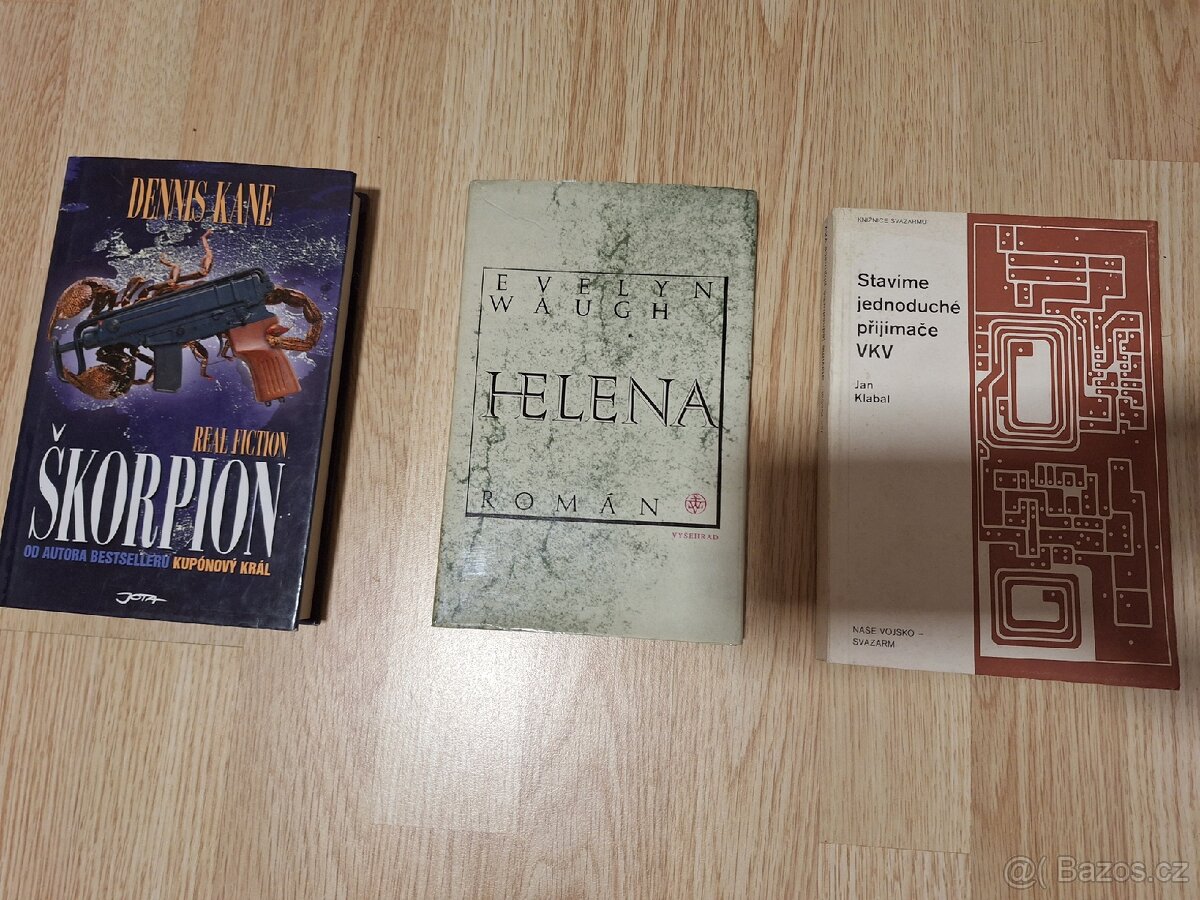 DENNIS KANE
REAL FICTION
ŠKORPION
OD AUTORA BESTSELLERŮ KUPÓNOVÝ KRÁL
JOTA
EVELYN
WAUGH
HELENA
ROMÁN
VYŠEHRAD
KNIŽNICE SVAZARMU
Stavíme
jednoduché
přijímače
VKV
Jan
Klabal
NAŠE VOJSKO –
SVAZARM
@( Bazos.cz